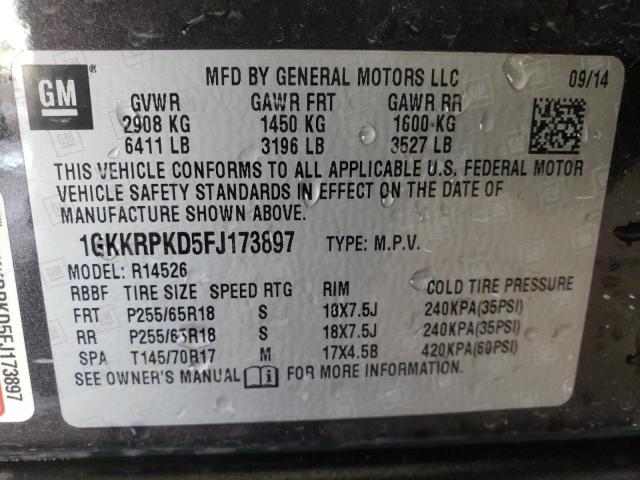 GM
®
MFD BY GENERAL MOTORS LLC 09/14
GVWR GAWR FRT GAWR RR
2908 KG 1450 KG 1600 KG
6411 LB 3196 LB 3527 LB
THIS VEHICLE CONFORMS TO ALL APPLICABLE U.S. FEDERAL MOTOR
VEHICLE SAFETY STANDARDS IN EFFECT ON THE DATE OF
MANUFACTURE SHOWN ABOVE.
1GKKRPKD5FJ173897 TYPE: M.P.V.
MODEL: R14526
RBBF TIRE SIZE SPEED RTG RIM COLD TIRE PRESSURE
FRT P255/65R18 S 18X7.5J 240KPA(35PSI)
RR P255/65R18 S 18X7.5J 240KPA(35PSI)
SPA T145/70R17 M 17X4.5B 420KPA(60PSI)
SEE OWNER'S MANUAL FOR MORE INFORMATION.